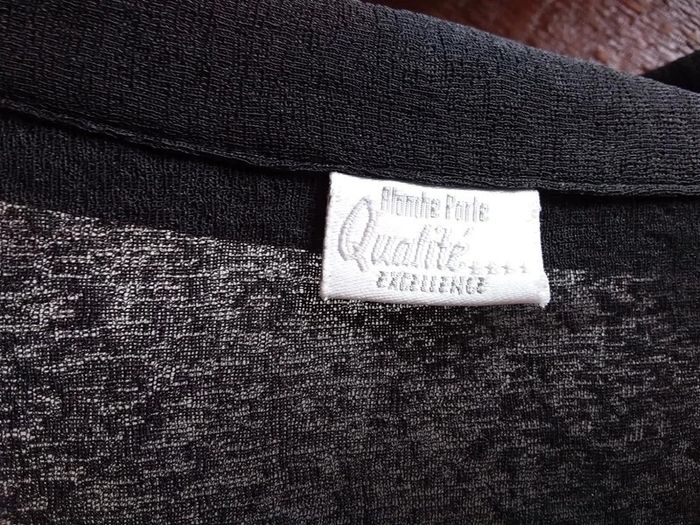 Blanche Porte
Qualité....
EXCELLENCE